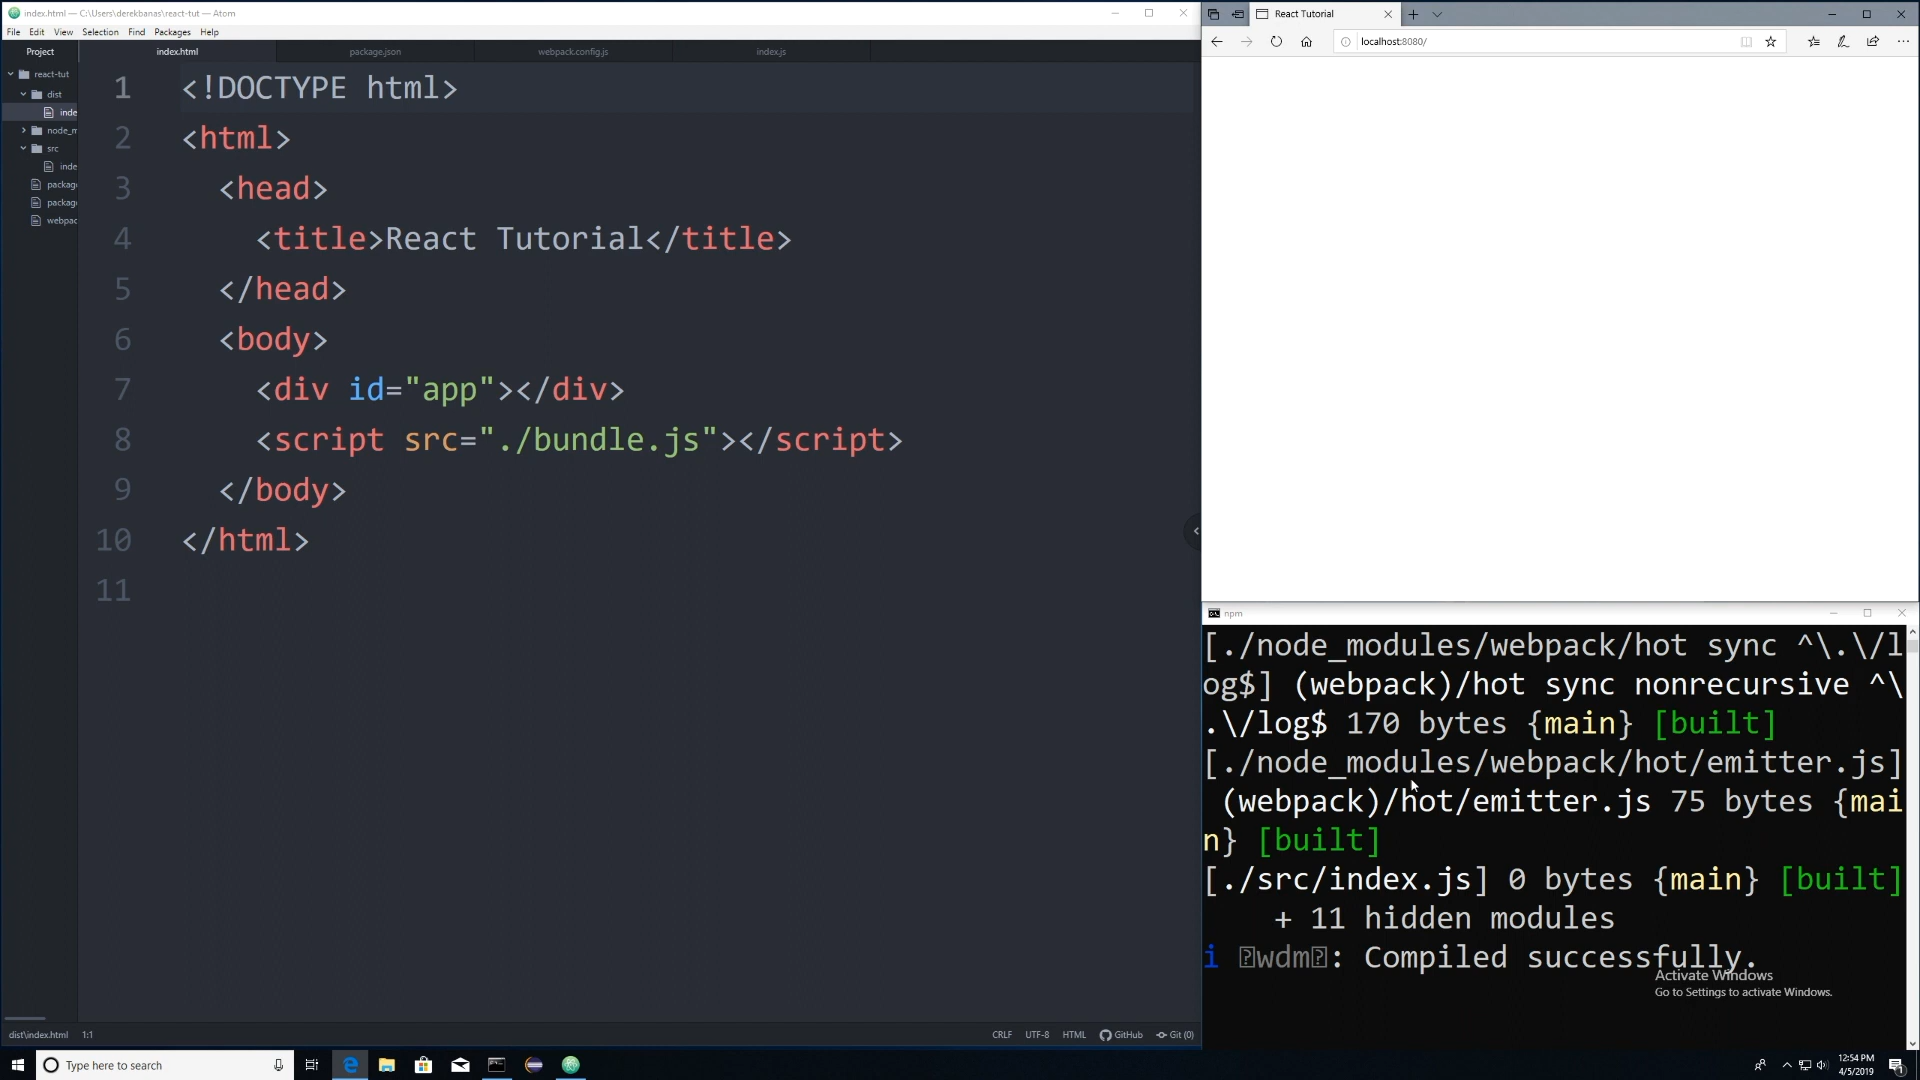 index.html — C:\Users\derekbanas\react-tut — Atom
File Edit View Selection Find Packages Help
Project
react-tut
dist
inde
node_m
src
inde
packag
packag
webpac
index.html package.json webpack.config.js index.js
1 <!DOCTYPE html>
2 <html>
3 <head>
4 <title>React Tutorial</title>
5 </head>
6 <body>
7 <div id="app"></div>
8 <script src="./bundle.js"></script>
9 </body>
10 </html>
11
dist\index.html 1:1
CRLF UTF-8 HTML GitHub Git (0)
React Tutorial
localhost:8080/
npm
[./node_modules/webpack/hot sync ^\.\/l
og$] (webpack)/hot sync nonrecursive ^\
.\/log$ 170 bytes {main} [built]
[./node_modules/webpack/hot/emitter.js]
(webpack)/hot/emitter.js 75 bytes {mai
n} [built]
[./src/index.js] 0 bytes {main} [built]
+ 11 hidden modules
i ⍰wdm⍰: Compiled successfully.
Activate Windows
Go to Settings to activate Windows.
Type here to search
12:54 PM
4/5/2019
1